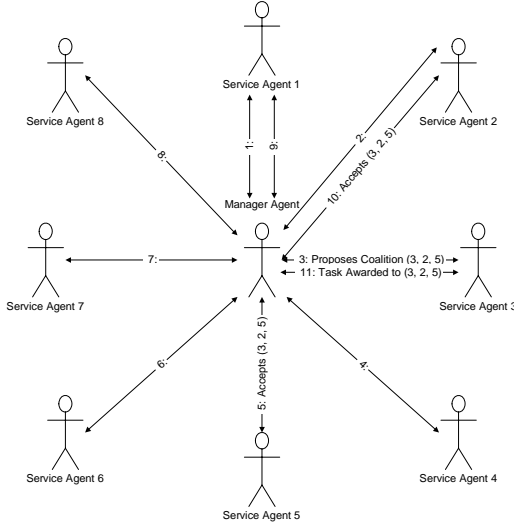 Service Agent 1
Service Agent 8
Service Agent 2
1:
9:
2:
10: Accepts (3, 2, 5)
8:
Manager Agent
7:
3: Proposes Coalition (3, 2, 5)
11: Task Awarded to (3, 2, 5)
Service Agent 7
Service Agent 3
6:
5: Accepts (3, 2, 5)
4:
Service Agent 6
Service Agent 4
Service Agent 5